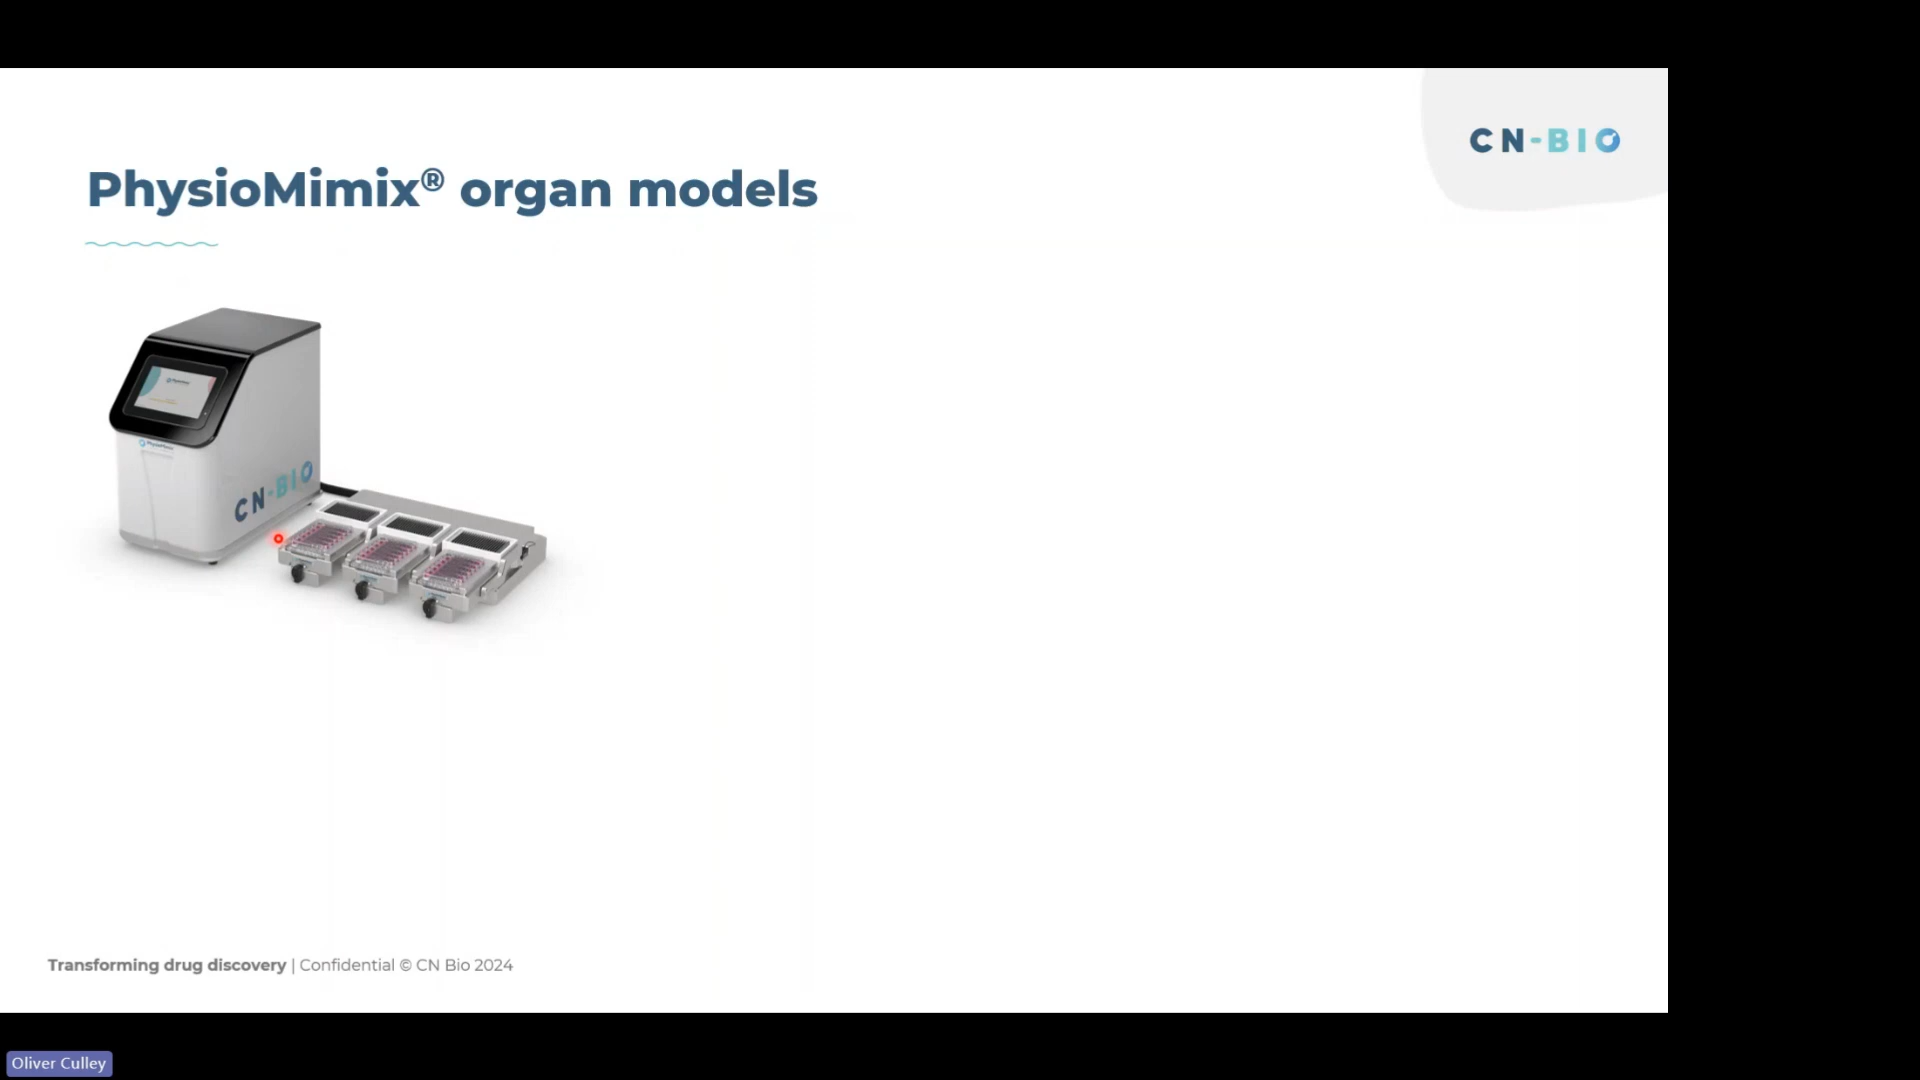 CN-BIO
PhysioMimix® organ models
CN-BIO
Transforming drug discovery | Confidential © CN Bio 2024
Oliver Culley